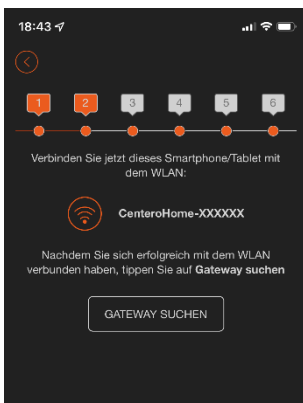 18:43
1 2 3 4 5 6
Verbinden Sie jetzt dieses Smartphone/Tablet mit
dem WLAN:
CenteroHome-XXXXXX
Nachdem Sie sich erfolgreich mit dem WLAN
verbunden haben, tippen Sie auf Gateway suchen
GATEWAY SUCHEN